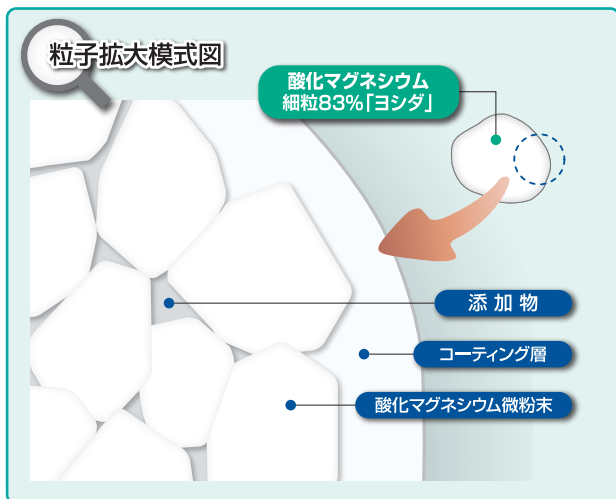 粒子拡大模式図
酸化マグネシウム
細粒83%「ヨシダ」
添加物
コーティング層
酸化マグネシウム微粉末